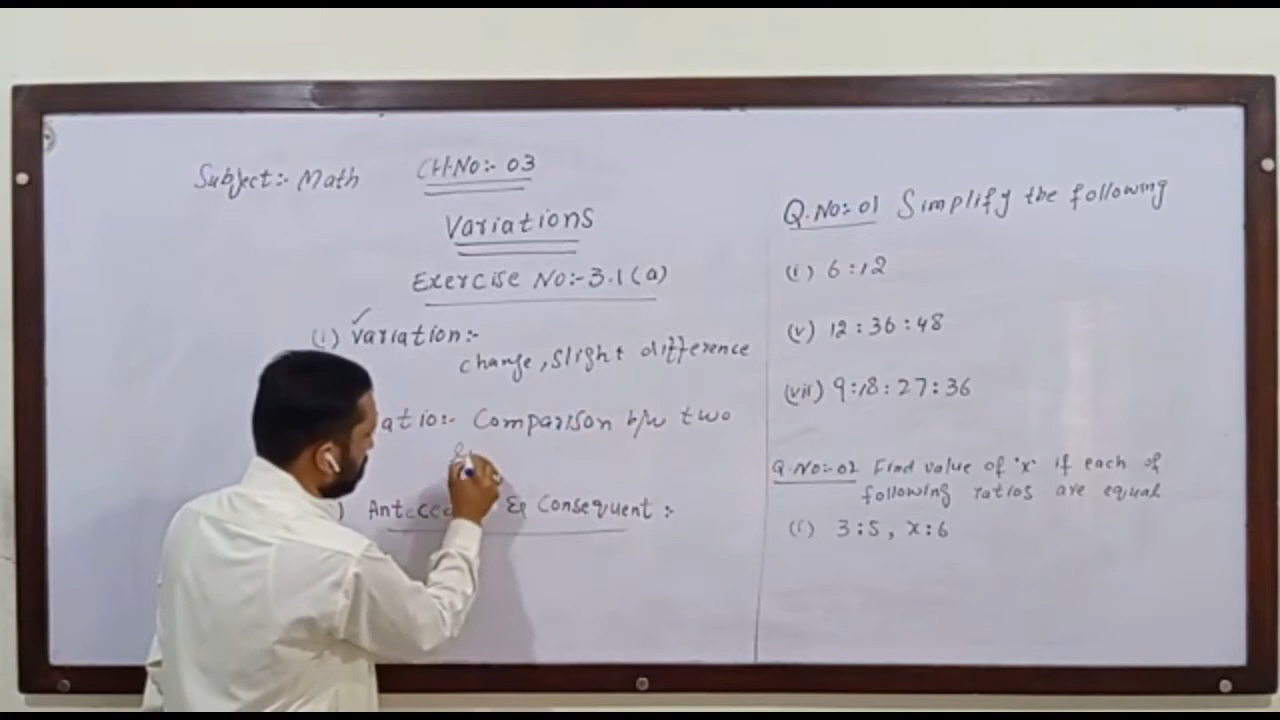 Subject:- Math
CH.No:- 03
Variations
Exercise No:- 3.1(a)
(i) Variation:-
change, slight difference
atio:- Comparison b/w two
) & Consequent:-
Q.No:-01 Simplify the following
(i) 6:12
(v) 12:36:48
(vii) 9:18:27:36
Q.No:-02 Find value of 'x' if each of
following ratios are equal
(i) 3:5, x:6